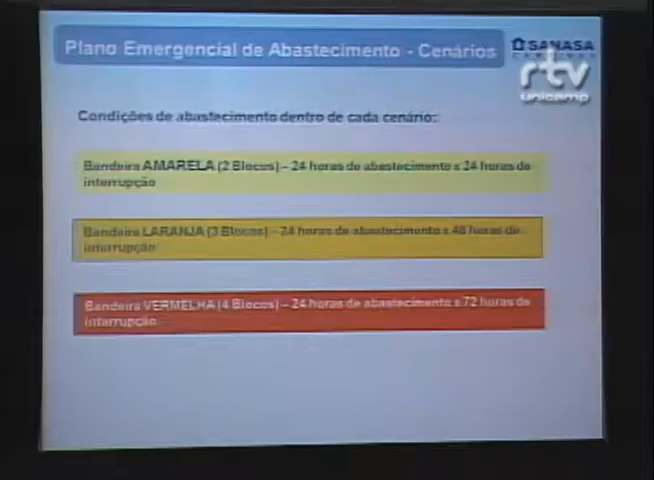 Plano Emergencial de Abastecimento - Cenários
SANASA
CAMPINAS
rtv
unicamp
Condições de abastecimento dentro de cada cenário:
Bandeira AMARELA (2 Blocos) – 24 horas de abastecimento x 24 horas de
interrupção
Bandeira LARANJA (3 Blocos) – 24 horas de abastecimento x 48 horas de
interrupção
Bandeira VERMELHA (4 Blocos) – 24 horas de abastecimento x 72 horas de
interrupção